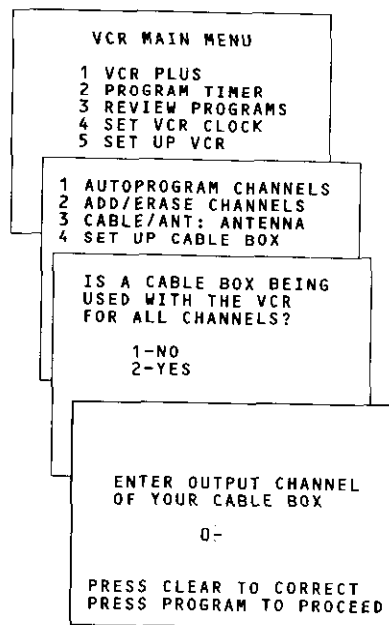 VCR MAIN MENU
1 VCR PLUS
2 PROGRAM TIMER
3 REVIEW PROGRAMS
4 SET VCR CLOCK
5 SET UP VCR
1 AUTOPROGRAM CHANNELS
2 ADD/ERASE CHANNELS
3 CABLE/ANT: ANTENNA
4 SET UP CABLE BOX
IS A CABLE BOX BEING
USED WITH THE VCR
FOR ALL CHANNELS?
1-NO
2-YES
ENTER OUTPUT CHANNEL
OF YOUR CABLE BOX
0-
PRESS CLEAR TO CORRECT
PRESS PROGRAM TO PROCEED